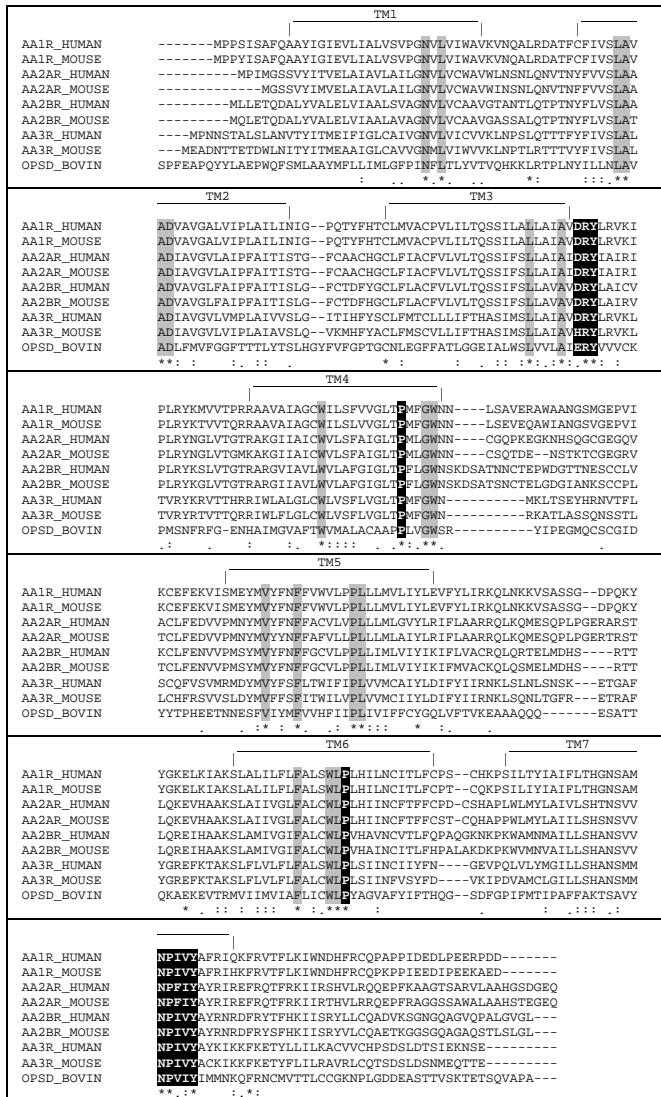 TM1
AA1R_HUMAN -------MPPSISAFQAAYIGIEVLIALVSVPGNVLVIWAVKVNQALRDATFCFIVSLAV
AA1R_MOUSE -------MPPYISAFQAAYIGIEVLIALVSVPGNVLVIWAVKVNQALRDATFCFIVSLAV
AA2AR_HUMAN ----------MPIMGSSVYITVELAIAVLAILGNVLVCWAVWLNSNLQNVTNYFVVSLAA
AA2AR_MOUSE -----------MGSSVYIMVELAIAVLAILGNVLVCWAVWINSNLQNVTNFFVVSLAA
AA2BR_HUMAN ---------MLLETQDALYVALELVIAALSVAGNVLVCAAVGTANTLQTPTNYFLVSLAA
AA2BR_MOUSE ---------MQLETQDALYVALELVIAALAVAGNVLVCAAVGASSALQTPTNYFLVSLAT
AA3R_HUMAN ----MPNNSTALSLANVTYITMEIFIGLCAIVGNVLVICVVKLNPSLQTTTFYFIVSLAL
AA3R_MOUSE ----MEADNTTETDWLNITYITMEAAIGLCAVVGNMLVIWVVKLNPTLRTTTVYFIVSLAL
OPSD_BOVIN SPFEAPQYYLAEPWQFSMLAAYMFLLIMLGFPINFLTLYVTVQHKKLRTPLNYILLNLAV
: .. *.*. . *: :::.**
TM2 TM3
AA1R_HUMAN ADVAVGALVIPLAILINIG--PQTYFHTCLMVACPVLILTQSSILALLAIAVDRYLRVKI
AA1R_MOUSE ADVAVGALVIPLAILINIG--PQTYFHTCLMVACPVLILTQSSILALLAIAVDRYLRVKI
AA2AR_HUMAN ADIAVGVLAIPFAITISTG--FCAACHGCLFIACFVLVLTQSSIFSLLAIAIDRYIAIRI
AA2AR_MOUSE ADIAVGVLAIPFAITISTG--FCAACHGCLFFACFVLVLTQSSIFSLLAIAIDRYIAIRI
AA2BR_HUMAN ADVAVGLFAIPFAITISLG--FCTDFYGCLFLACFVLVLTQSSIFSLLAVAVDRYLAICV
AA2BR_MOUSE ADVAVGLFAIPFAITISLG--FCTDFHGCLFLACFVLVLTQSSIFSLLAVAVDRYLAIRV
AA3R_HUMAN ADIAVGVLVMPLAIVVSLG--ITIHFYSCLFMTCLLLIFTHASIMSLLAIAVDRYLRVKL
AA3R_MOUSE ADIAVGVLVIPLAIAVSLQ--VKMHFYACLFMSCVLLIFTHASIMSLLAIAVHRYLRVKL
OPSD_BOVIN ADLFMVFGGFTTTLYTSLHGYFVFGPTGCNLEGFFATLGGEIALWSLVVLAIERYVVVCK
**: : . :. :: . * : .: .:: :*:.:*:.**: :
TM4
AA1R_HUMAN PLRYKMVVTPRRAAVAIAGCWILSFVVGLTPMFGWNN----LSAVERAWAANGSMGEPVI
AA1R_MOUSE PLRYKTVVTQRRAAVAIAGCWILSLVVGLTPMFGWNN----LSEVEQAWIANGSVGEPVI
AA2AR_HUMAN PLRYNGLVTGTRAKGIIAICWVLSFAIGLTPMLGWNN----CGQPKEGKNHSQGCGEGQV
AA2AR_MOUSE PLRYNGLVTGMKAKGIIAICWVLSFAIGLTPMLGWNN----CSQTDE--NSTKTCGEGRV
AA2BR_HUMAN PLRYKSLVTGTRARGVIAVLWVLAFGIGLTPFLGWNSKDSATNNCTEPWDGTTNESCCLV
AA2BR_MOUSE PLRYKGLVTGTRARGIIAVLWVLAFGIGLTPFLGWNSKDSATSNCTELGDGIANKSCCPL
AA3R_HUMAN TVRYKRVTTHRRIWLALGLCWLVSFLVGLTPMFGWN----------MKLTSEYHRNVTFL
AA3R_MOUSE TVRYRTVTTQRRIWLFLGLCWLVSFLVGLTPMFGWN----------RKATLASSQNSSTL
OPSD_BOVIN PMSNFRFG-ENHAIMGVAFTWVMALACAAPPLVGWSR-----YIPEGMQCSCGID
.: . : :. *:::: *:.**. .
TM5
AA1R_HUMAN KCEFEKVISMEYMVYFNFFVWVLPPLLLMVLIYLEVFYLIRKQLNKKVSASSG--DPQKY
AA1R_MOUSE KCEFEKVISMEYMVYFNFFVWVLPPLLLMVLIYLEVFYLIRKQLNKKVSASSG--DPQKY
AA2AR_HUMAN ACLFEDVVPMNYMVYFNFFACVLVPLLLMLGVYLRIFLAARRQLKQMESQPLPGERARST
AA2AR_MOUSE TCLFEDVVPMNYMVYYNFFAFVLLPLLLMLAIYLRIFLAARRQLKQMESQPLPGERTRST
AA2BR_HUMAN KCLFENVVPMSYMVYFNFFGCVLPPLLIMLVIYIKIFLVACRQLQRTELMDHS----RTT
AA2BR_MOUSE TCLFENVVPMSYMVYFNFFGCVLPPLLIMLVIYIKIFMVACKQLQSMELMDHS----RTT
AA3R_HUMAN SCQFVSVMRMDYMVYFSFLTWIFIPLVVMCAIYLDIFYIIRNKLSLNLSNSK--ETGAF
AA3R_MOUSE LCHFRSVVSLDYMVFFSFITWILVPLVVMCIIYLDIFYIIRNKLSQNLTGFR--ETRAF
OPSD_BOVIN YYTPHEETNNESFVIYMFVVHFIIPLIVIFFCYGQLVFTVKEAAAQQQ-------ESATT
. . :* * .: **::: * :. . .
TM6 TM7
AA1R_HUMAN YGKELKIAKSLALILFLFALSWLPLHILNCITLFCPS--CHKPSILTYIAIFLTHGNSAM
AA1R_MOUSE YGKELKIAKSLALILFLFALSWLPLHILNCITLFCPT--CQKPSILIYIAIFLTHGNSAM
AA2AR_HUMAN LQKEVHAAKSLAIIVGLFALCWLPLHIINCFTFFCPD-CSHAPLWLMYLAIVLSHTNSVV
AA2AR_MOUSE LQKEVHAAKSLAIIVGLFALCWLPLHIINCFTFFCST-CQHAPPWLMYLAIILSHSNSVV
AA2BR_HUMAN LQREIHAAKSLAMIVGIFALCWLPVHAVNCVTLFQPAQGKNKPKWAMNMAILLSHANSVV
AA2BR_MOUSE LQREIHAAKSLAMIVGIFALCWLPVHAINCITLFHPALAKDKPKWVMNVAILLSHANSVV
AA3R_HUMAN YGREFKTAKSLFLVLFLFALSWLPLSIINCIIYFN----GEVPQLVLYMGILLSHANSMM
AA3R_MOUSE YGREFKTAKSLFLVLFLFALCWLPLSIINFVSYFD----VKIPDVAMCLGILLSHANSMM
OPSD_BOVIN QKAEKEVTRMVIIMVIAFLICWLPYAGVAFYIFTHQG--SDFGPIFMTIPAFFAKTSAVY
* . :: : ::: * :.*** : : .:::: .:
AA1R_HUMAN NPIVYAFRIQKFRVTFLKIWNDHFRCQPAPPIDEDLPEERPDD-------
AA1R_MOUSE NPIVYAFRIHKFRVTFLKIWNDHFRCQPKPPIEEDIPEEKAED-------
AA2AR_HUMAN NPFIYAYRIREFRQTFRKIIRSHVLRQQEPFKAAGTSARVLAAHGSDGEQ
AA2AR_MOUSE NPFIYAYRIREFRQTFRKIIRTHVLRRQEPFRAGGSSAWALAAHSTEGEQ
AA2BR_HUMAN NPIVYAYRNRDFRYTFHKIISRYLLCQADVKSGNGQAGVQPALGVGL---
AA2BR_MOUSE NPIVYAYRNRDFRYSFHKIISRYVLCQAETKGGSGQAGAQSTLSLGL---
AA3R_HUMAN NPIVYAYKIKKFKETYLLILKACVVCHPSDSLDTSIEKNSE---------
AA3R_MOUSE NPIVYACKIKKFKETYFLILRAVRLCQTSDSLDSNMEQTTE---------
OPSD_BOVIN NPVIYIMMNKQFRNCMVTTLCCGKNPLGDDEASTTVSKTETSQVAPA---
**.:* :.*: